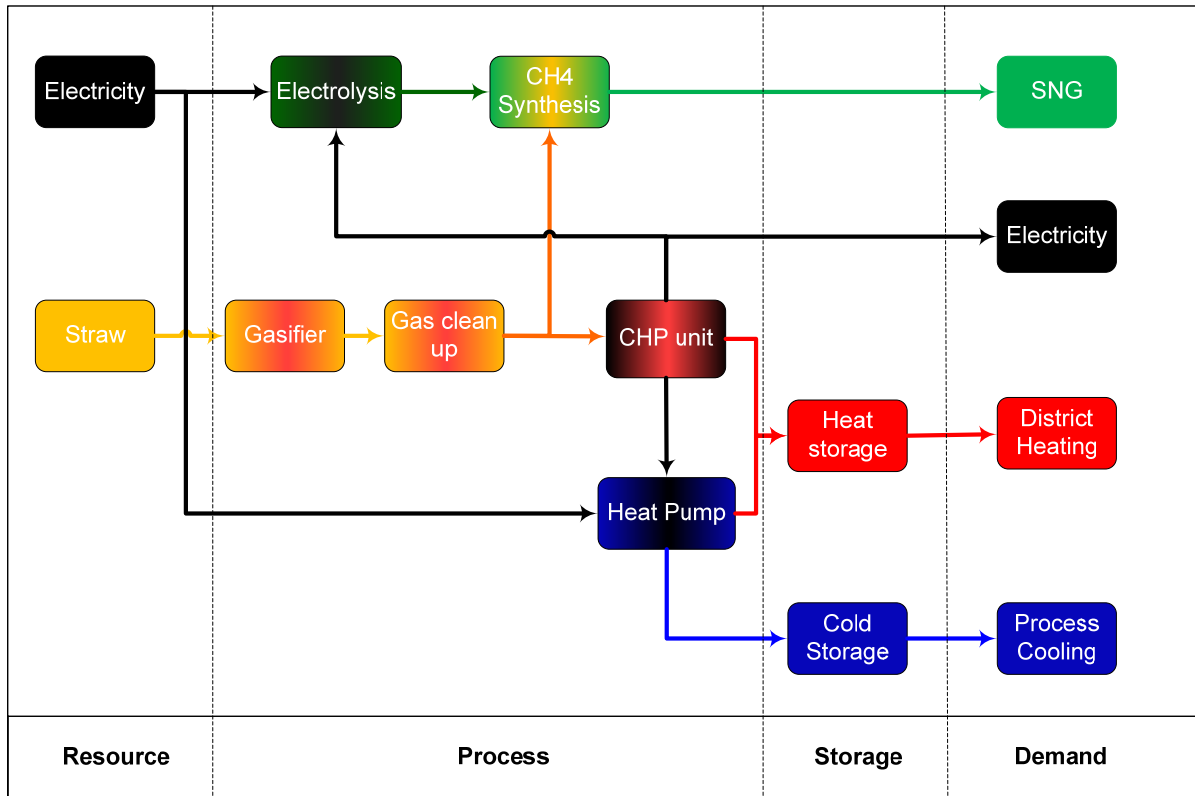 Electricity
Electrolysis
CH4
Synthesis
SNG
Electricity
Straw
Gasifier
Gas clean
up
CHP unit
Heat
storage
District
Heating
Heat Pump
Cold
Storage
Process
Cooling
Resource
Process
Storage
Demand